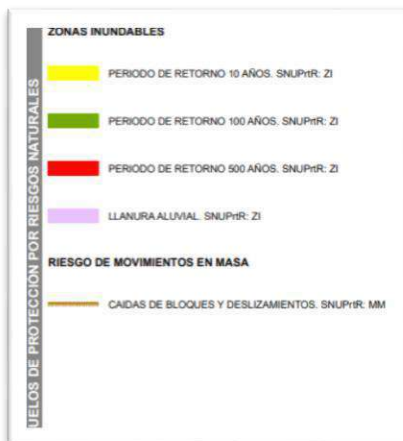 ZONAS INUNDABLES
PERIODO DE RETORNO 10 AÑOS. SNUPrtR: ZI
PERIODO DE RETORNO 100 AÑOS. SNUPrtR: ZI
PERIODO DE RETORNO 500 AÑOS. SNUPrtR: ZI
LLANURA ALUVIAL. SNUPrtR: ZI
RIESGO DE MOVIMIENTOS EN MASA
CAIDAS DE BLOQUES Y DESLIZAMIENTOS. SNUPrtR: MM
UELOS DE PROTECCIÓN POR RIESGOS NATURALES